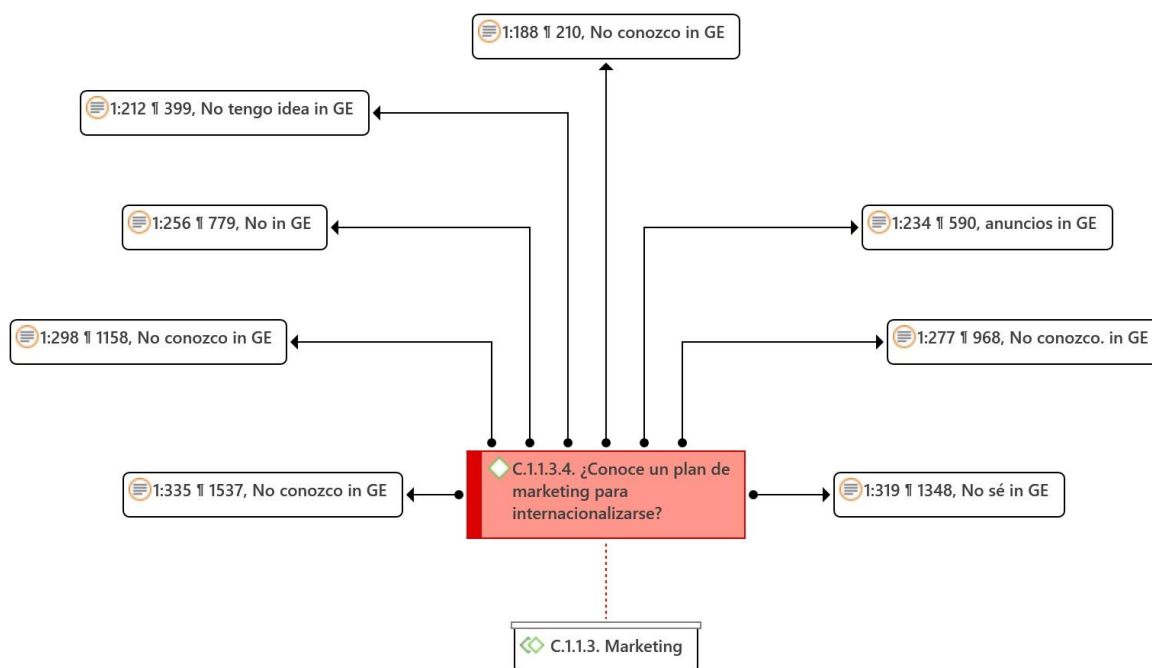 1:188 ¶ 210, No conozco in GE
1:212 ¶ 399, No tengo idea in GE
1:256 ¶ 779, No in GE
1:234 ¶ 590, anuncios in GE
1:298 ¶ 1158, No conozco in GE
1:277 ¶ 968, No conozco. in GE
1:335 ¶ 1537, No conozco in GE
C.1.1.3.4. ¿Conoce un plan de
marketing para
internacionalizarse?
1:319 ¶ 1348, No sé in GE
C.1.1.3. Marketing